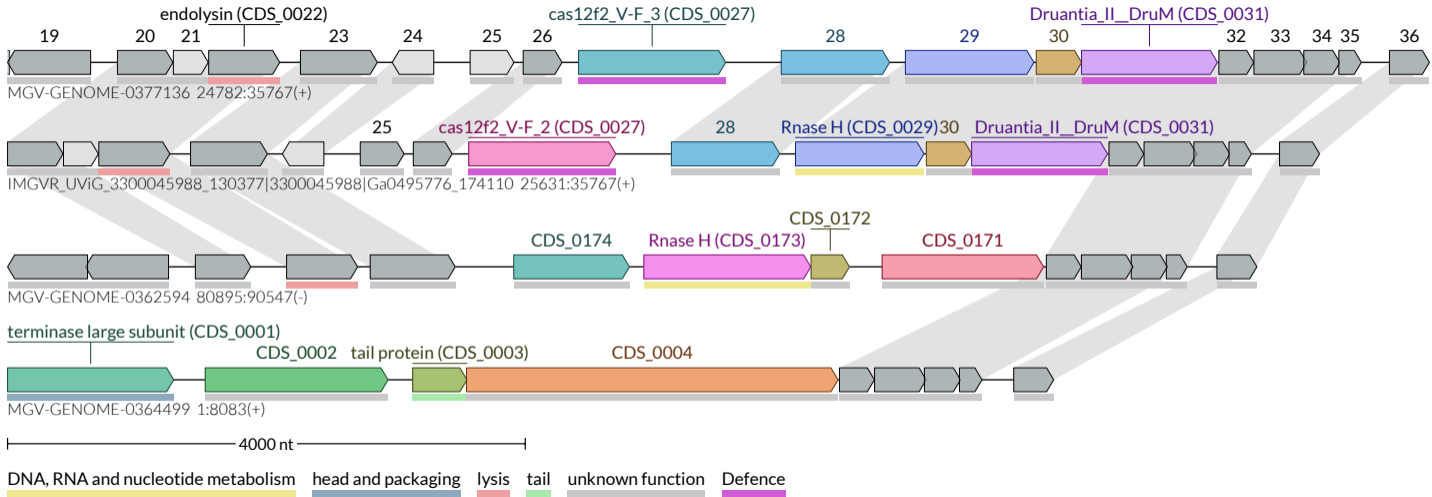 endolysin (CDS_0022) cas12f2_V-F_3 (CDS_0027) Druantia_II__DruM (CDS_0031)
19 20 21 23 24 25 26 28 29 30 32 33 34 35 36
MGV-GENOME-0377136 24782:35767(+)
25 cas12f2_V-F_2 (CDS_0027) 28 Rnase H (CDS_0029) 30 Druantia_II__DruM (CDS_0031)
IMGVR_UViG_3300045988_130377|3300045988|Ga0495776_174110 25631:35767(+)
CDS_0172
CDS_0174 Rnase H (CDS_0173) CDS_0171
MGV-GENOME-0362594 80895:90547(-)
terminase large subunit (CDS_0001)
CDS_0002 tail protein (CDS_0003) CDS_0004
MGV-GENOME-0364499 1:8083(+)
4000 nt
DNA, RNA and nucleotide metabolism head and packaging lysis tail unknown function Defence